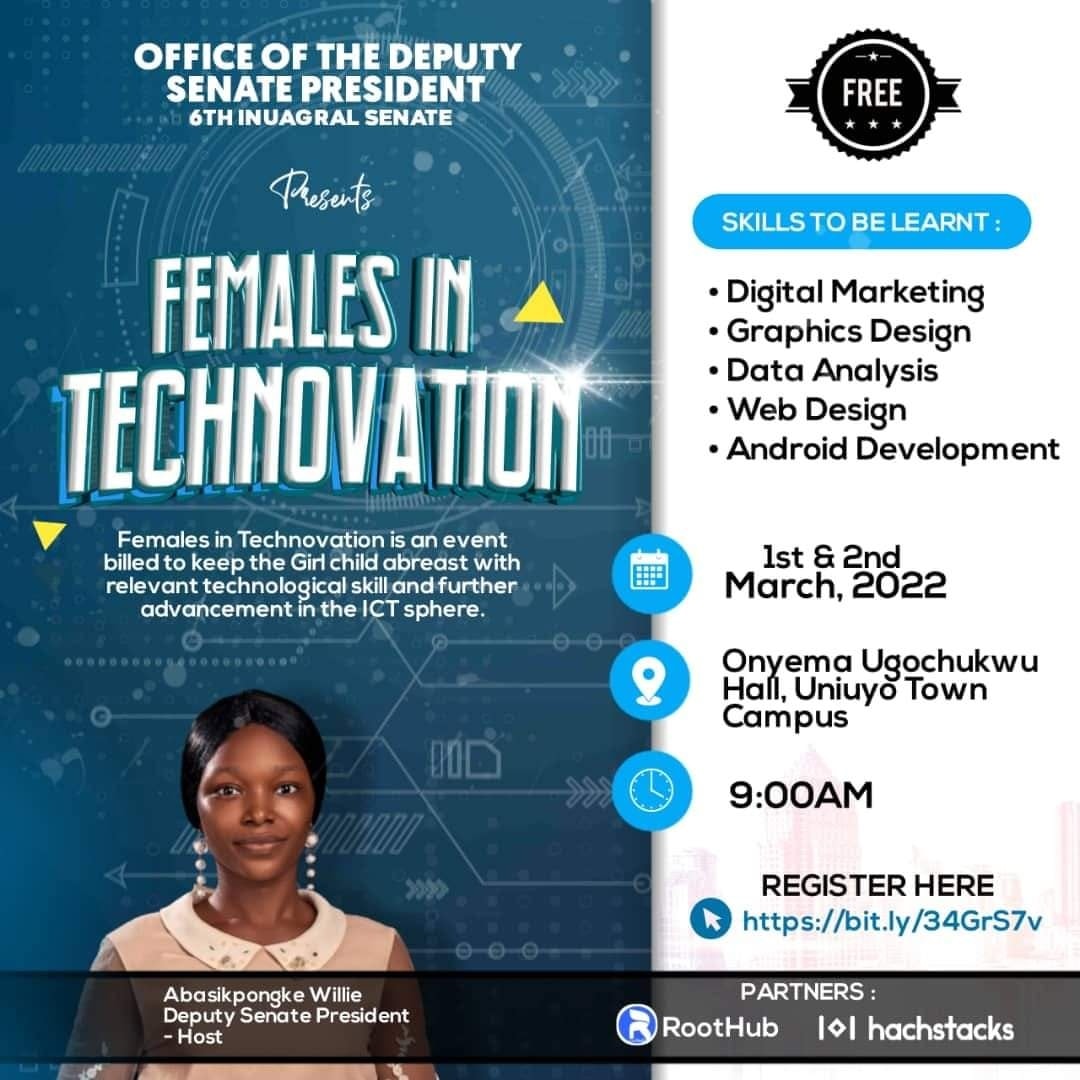 OFFICE OF THE DEPUTY
SENATE PRESIDENT
6TH INUAGRAL SENATE
Presents
FEMALES IN
TECHNOVATION
Females in Technovation is an event
billed to keep the Girl child abreast with
relevant technological skill and further
advancement in the ICT sphere.
Abasikpongke Willie
Deputy Senate President
- Host
FREE
SKILLS TO BE LEARNT :
• Digital Marketing
• Graphics Design
• Data Analysis
• Web Design
• Android Development
1st & 2nd
March, 2022
Onyema Ugochukwu
Hall, Uniuyo Town
Campus
9:00AM
REGISTER HERE
https://bit.ly/34GrS7v
PARTNERS :
RootHub
hachstacks